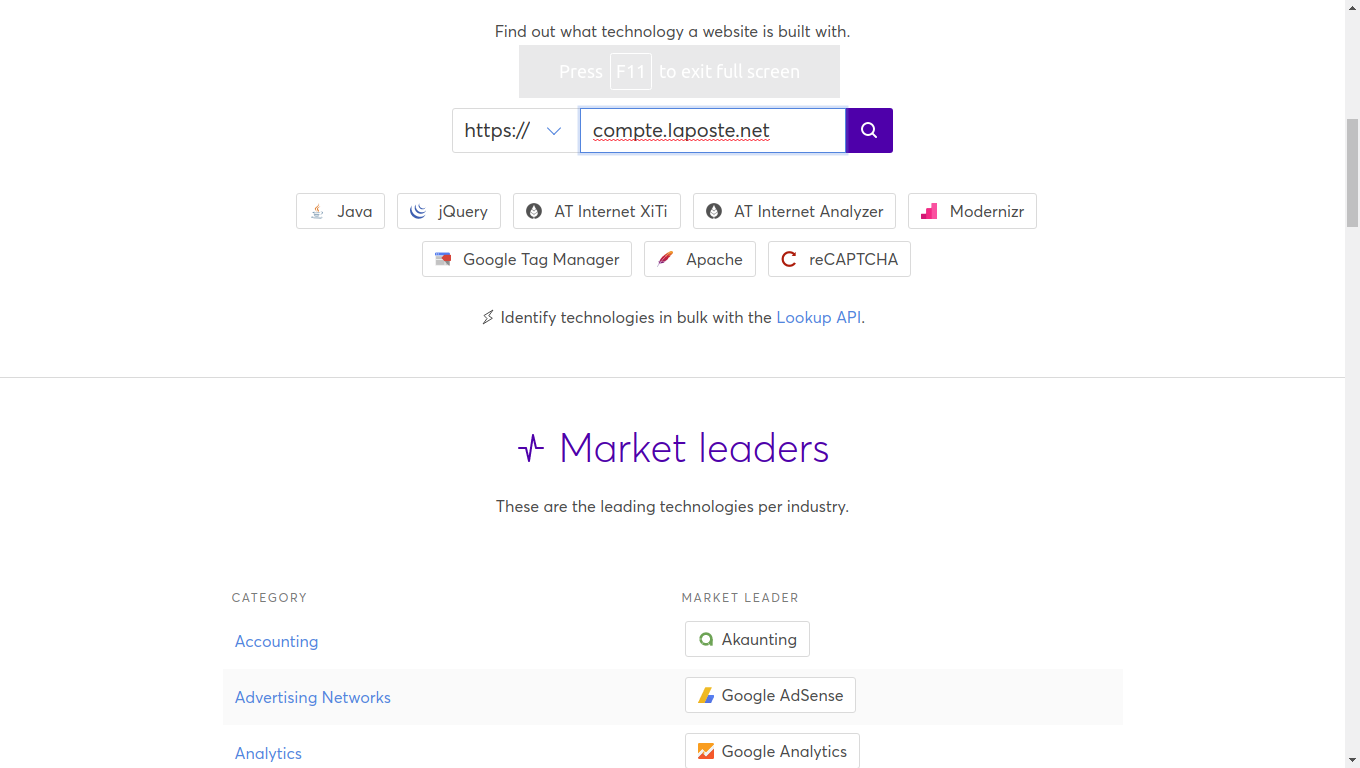 Find out what technology a website is built with.
Press F11 to exit full screen
https:// compte.laposte.net
Java jQuery AT Internet XiTi AT Internet Analyzer Modernizr
Google Tag Manager Apache reCAPTCHA
Identify technologies in bulk with the Lookup API.
Market leaders
These are the leading technologies per industry.
CATEGORY MARKET LEADER
Accounting Akaunting
Advertising Networks Google AdSense
Analytics Google Analytics